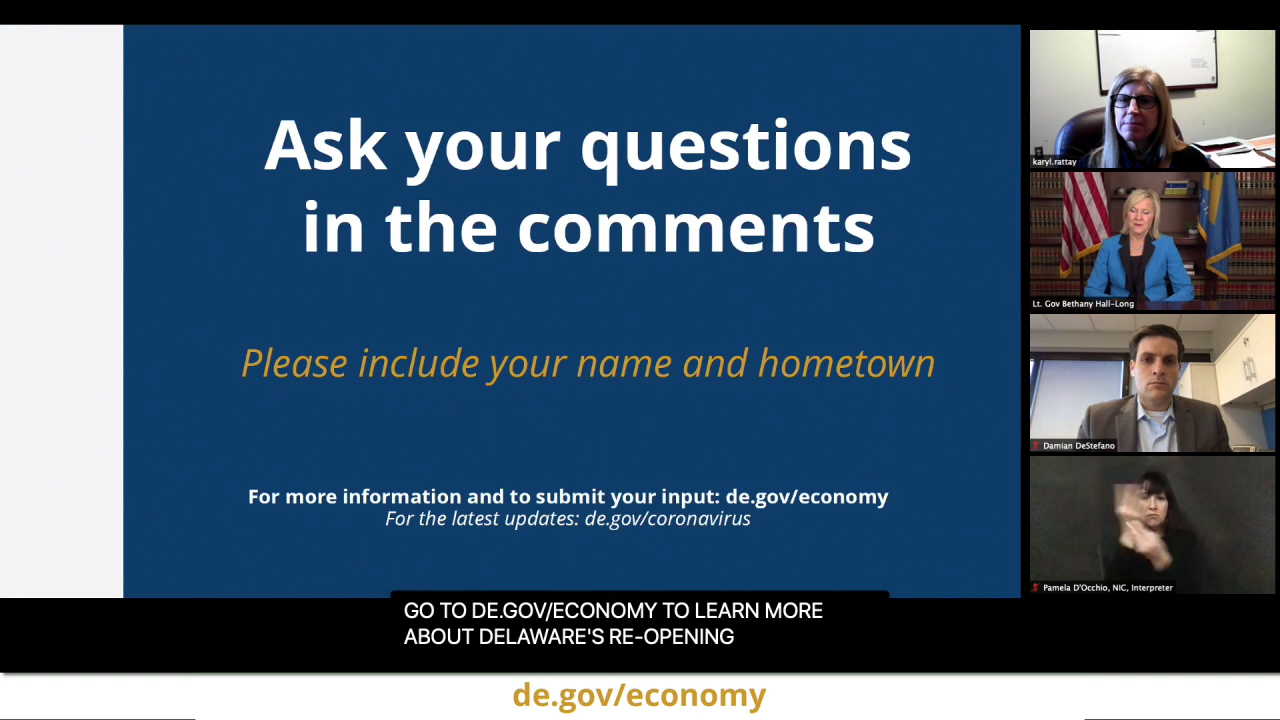 Ask your questions
in the comments
Please include your name and hometown
For more information and to submit your input: de.gov/economy
For the latest updates: de.gov/coronavirus
karyl.rattay
Lt. Gov Bethany Hall-Long
Damian DeStefano
Pamela D'Occhio, NIC, Interpreter
GO TO DE.GOV/ECONOMY TO LEARN MORE
ABOUT DELAWARE'S RE-OPENING
de.gov/economy